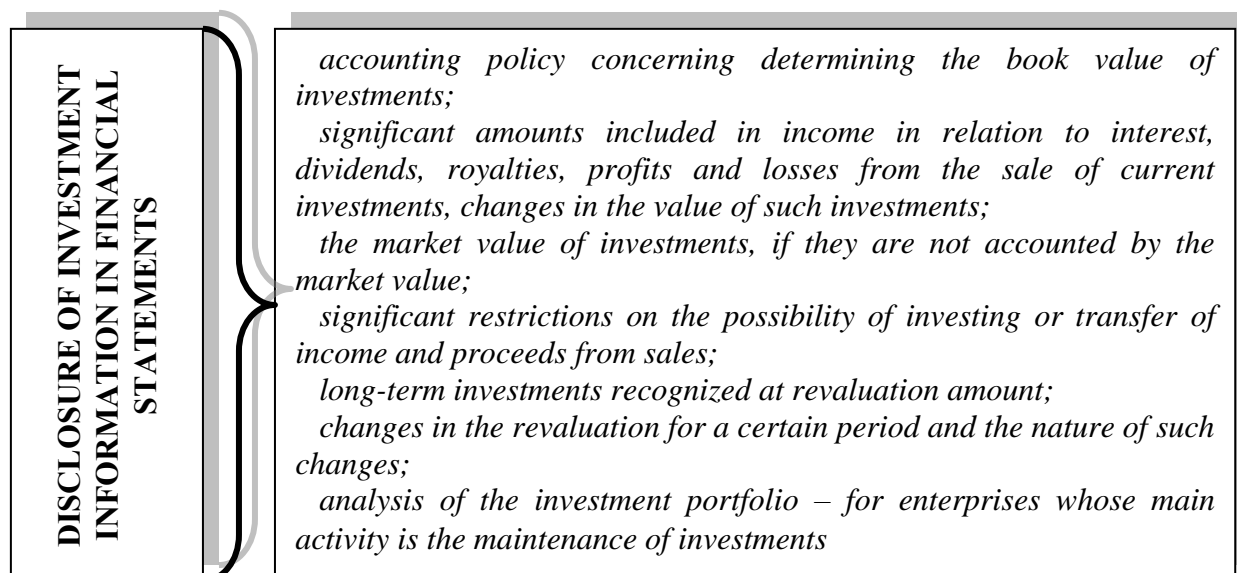 DISCLOSURE OF INVESTMENT
INFORMATION IN FINANCIAL
STATEMENTS
accounting policy concerning determining the book value of
investments;
significant amounts included in income in relation to interest,
dividends, royalties, profits and losses from the sale of current
investments, changes in the value of such investments;
the market value of investments, if they are not accounted by the
market value;
significant restrictions on the possibility of investing or transfer of
income and proceeds from sales;
long-term investments recognized at revaluation amount;
changes in the revaluation for a certain period and the nature of such
changes;
analysis of the investment portfolio – for enterprises whose main
activity is the maintenance of investments